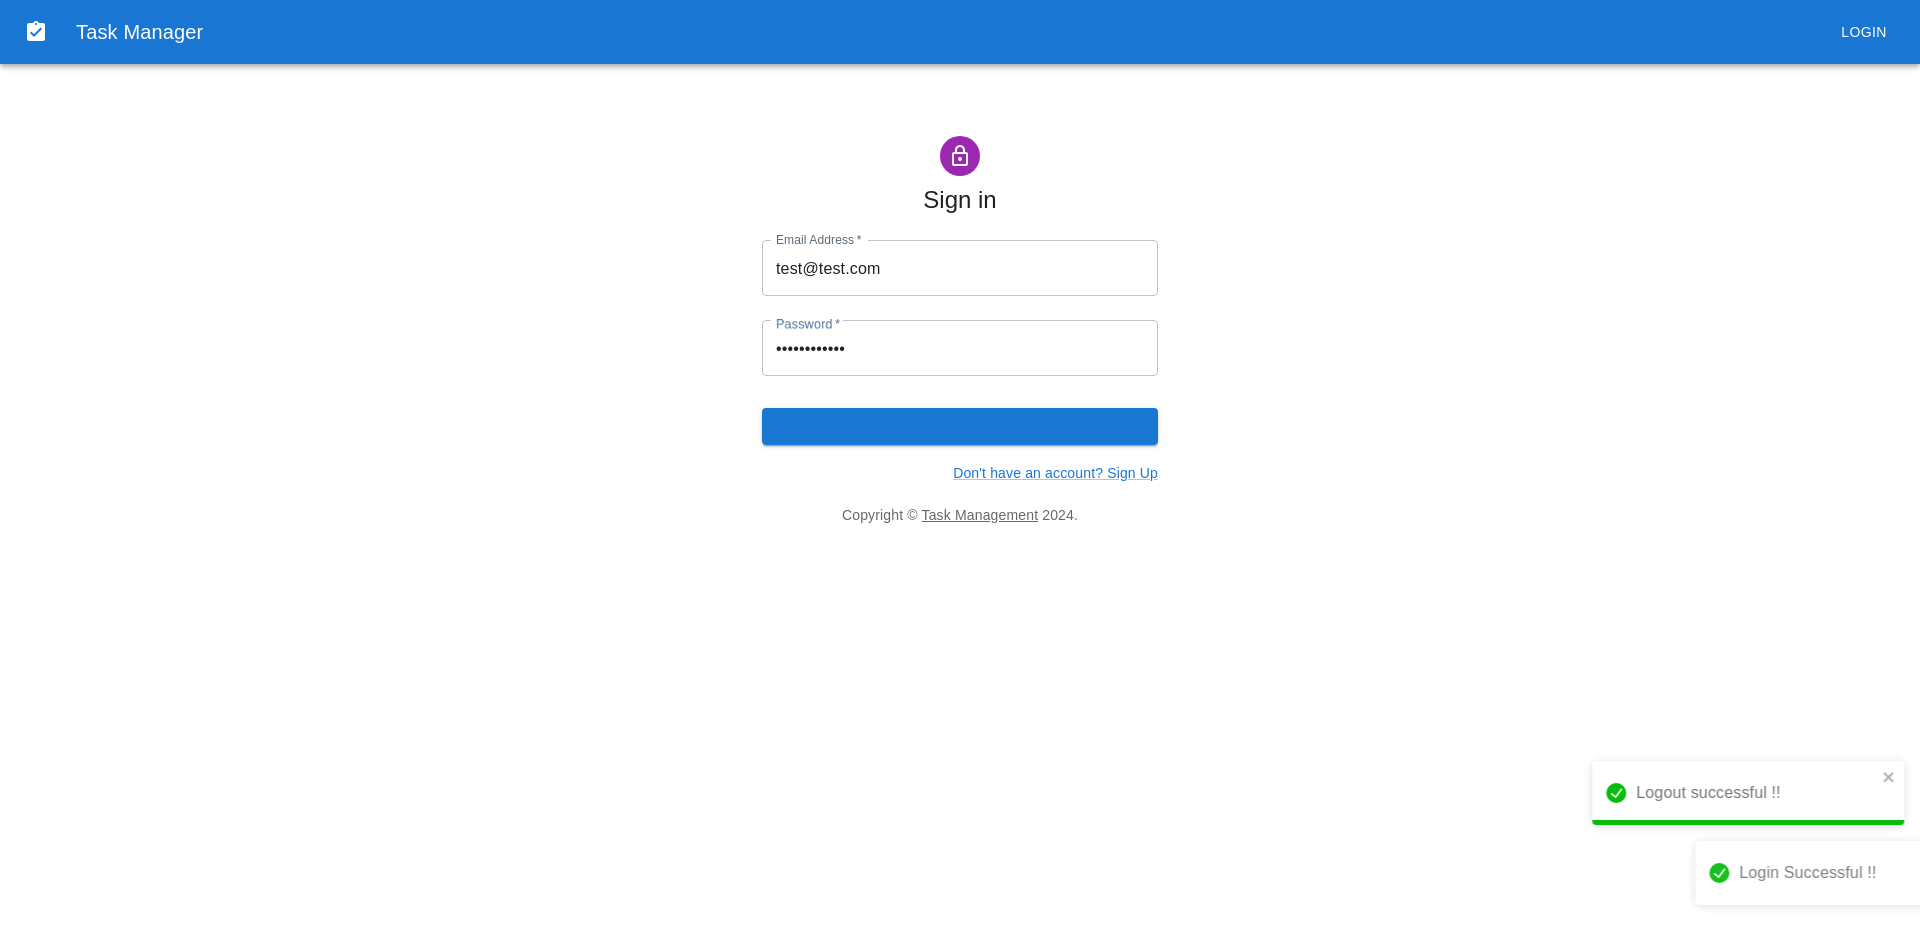 Task Manager
LOGIN
Sign in
Email Address *
test@test.com
Password *
••••••••••••
Don't have an account? Sign Up
Copyright © Task Management 2024.
Logout successful !!
Login Successful !!